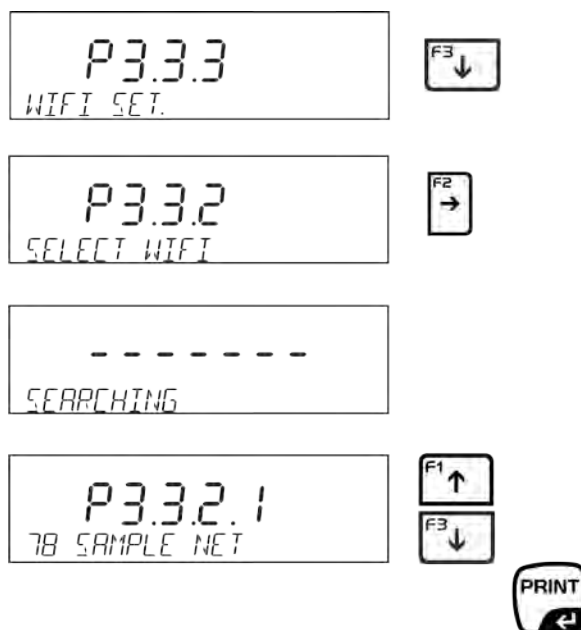 P3.3.3
WIFI SET.
F3
P3.3.2
SELECT WIFI
F2
-------
SEARCHING
P3.3.2.1
78 SAMPLE NET
F1
F3
PRINT